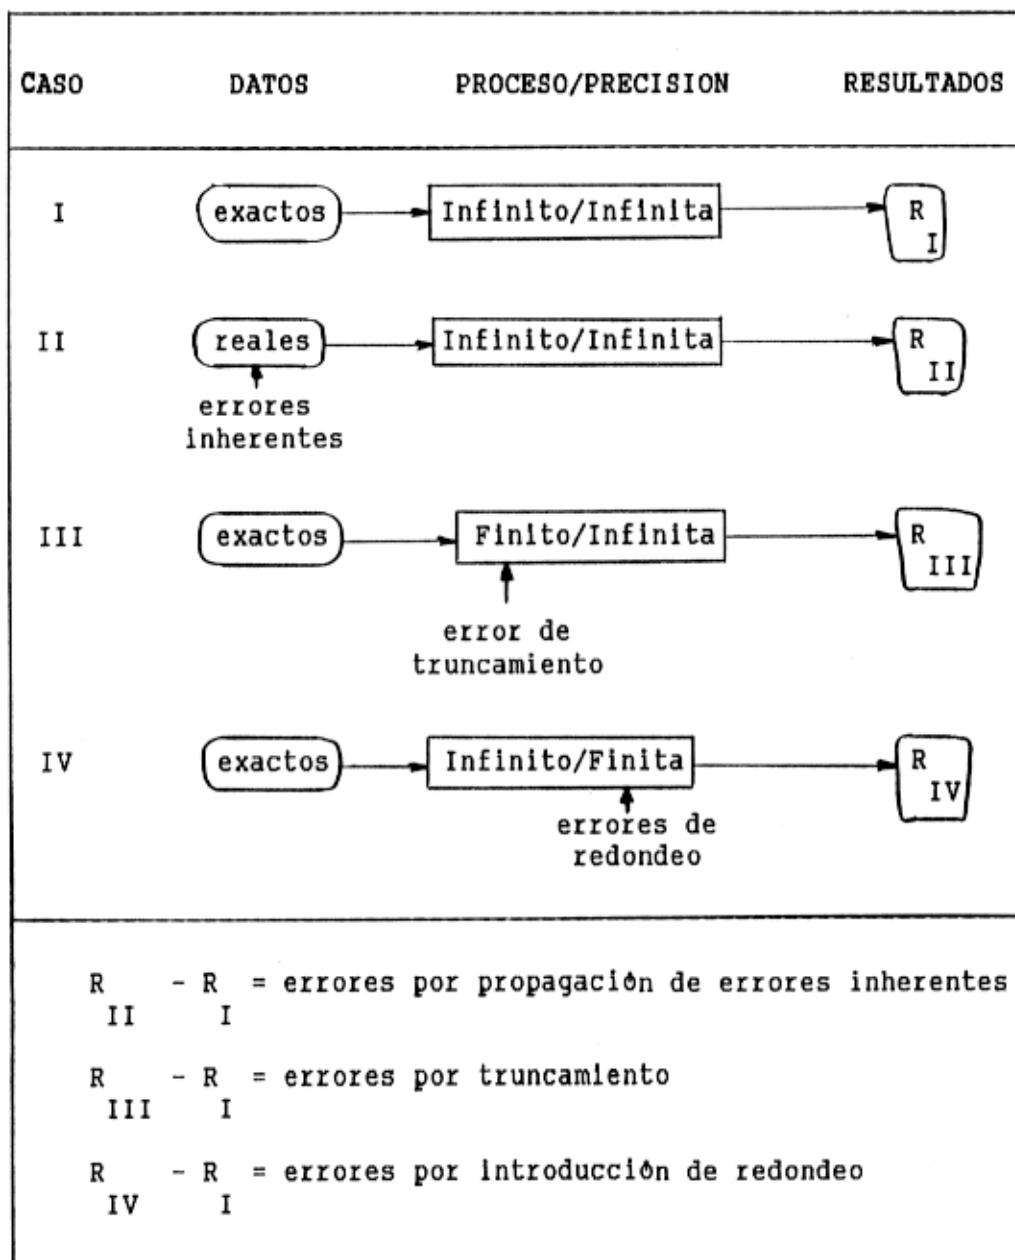 CASO DATOS PROCESO/PRECISION RESULTADOS
I exactos Infinito/Infinita R
I
II reales Infinito/Infinita R
II
errores
inherentes
III exactos Finito/Infinita R
III
error de
truncamiento
IV exactos Infinito/Finita R
IV
errores de
redondeo
R - R = errores por propagación de errores inherentes
II I
R - R = errores por truncamiento
III I
R - R = errores por introducción de redondeo
IV I